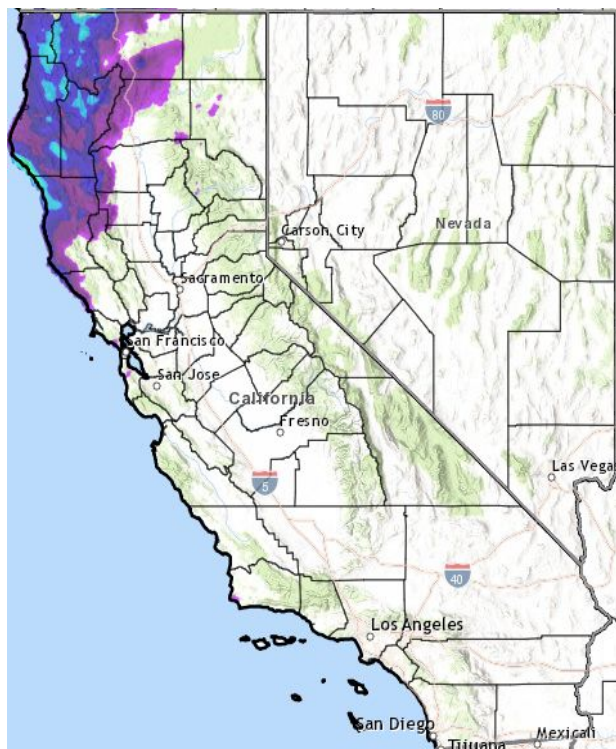 80
Carson City
Nevada
Sacramento
San Francisco
San Jose
California
Fresno
Las Vega
5
40
Los Angeles
San Diego
Mexicali
Tijuana